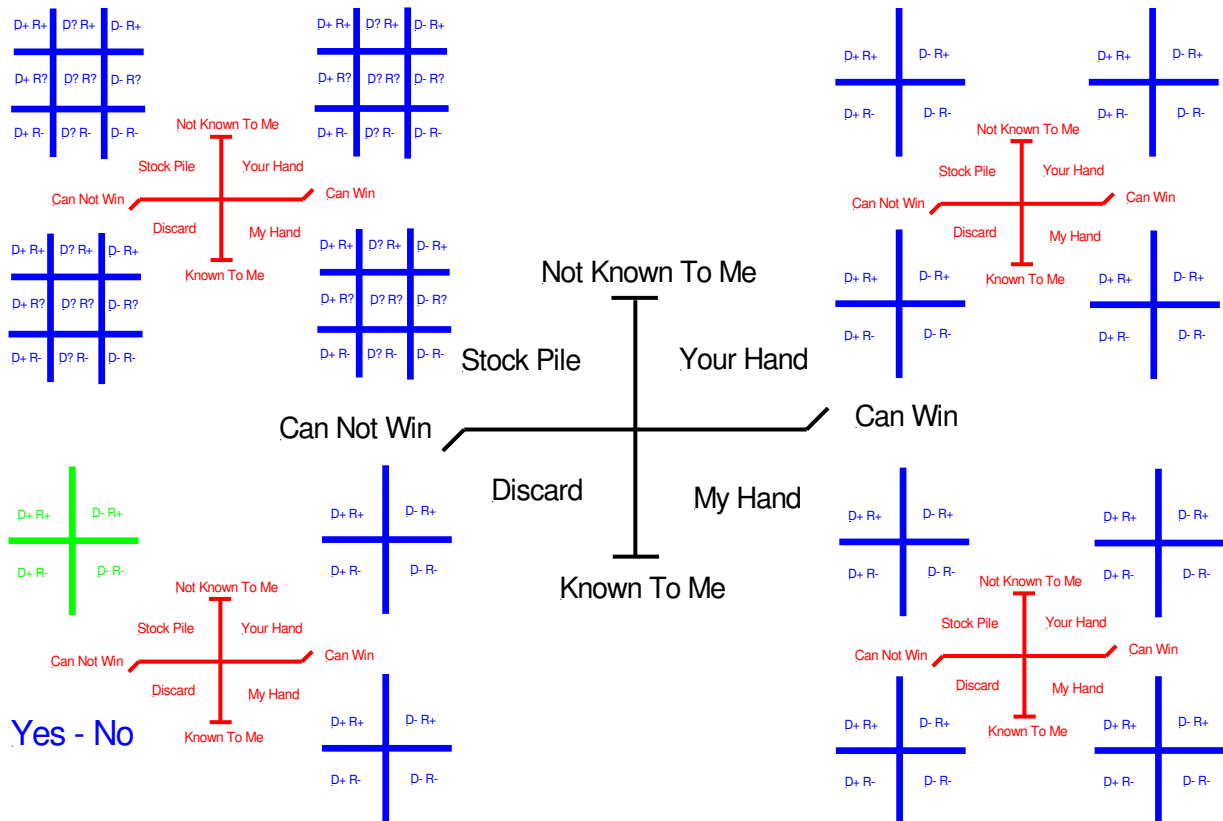 D+ R+ D? R+ D- R+
D+ R? D? R? D- R?
D+ R- D? R- D- R-
D+ R+ D? R+ D- R+
D+ R? D? R? D- R?
D+ R- D? R- D- R-
Not Known To Me
Stock Pile Your Hand
Can Not Win Can Win
Discard My Hand
Known To Me
D+ R+ D? R+ D- R+
D+ R? D? R? D- R?
D+ R- D? R- D- R-
D+ R+ D? R+ D- R+
D+ R? D? R? D- R?
D+ R- D? R- D- R-
D+ R+ D- R+
D+ R- D- R-
D+ R+ D- R+
D+ R- D- R-
Not Known To Me
Stock Pile Your Hand
Can Not Win Can Win
Discard My Hand
Known To Me
D+ R+ D- R+
D+ R- D- R-
D+ R+ D- R+
D+ R- D- R-
Not Known To Me
Stock Pile Your Hand
Can Not Win Can Win
Discard My Hand
Known To Me
D+ R+ D- R+
D+ R- D- R-
D+ R+ D- R+
D+ R- D- R-
Not Known To Me
Stock Pile Your Hand
Can Not Win Can Win
Discard My Hand
Known To Me
Yes - No
D+ R+ D- R+
D+ R- D- R-
D+ R+ D- R+
D+ R- D- R-
D+ R+ D- R+
D+ R- D- R-
Not Known To Me
Stock Pile Your Hand
Can Not Win Can Win
Discard My Hand
Known To Me
D+ R+ D- R+
D+ R- D- R-
D+ R+ D- R+
D+ R- D- R-